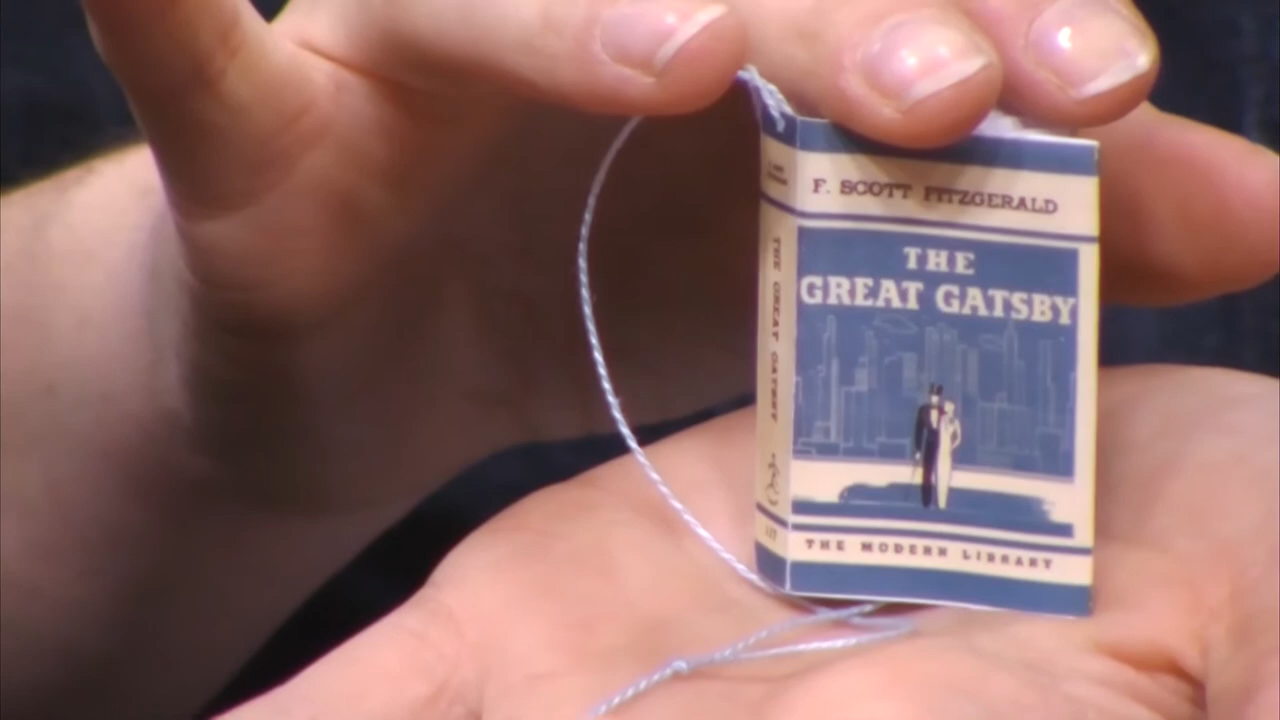 F. SCOTT FITZGERALD
THE
GREAT GATSBY
THE MODERN LIBRARY
THE GREAT GATSBY